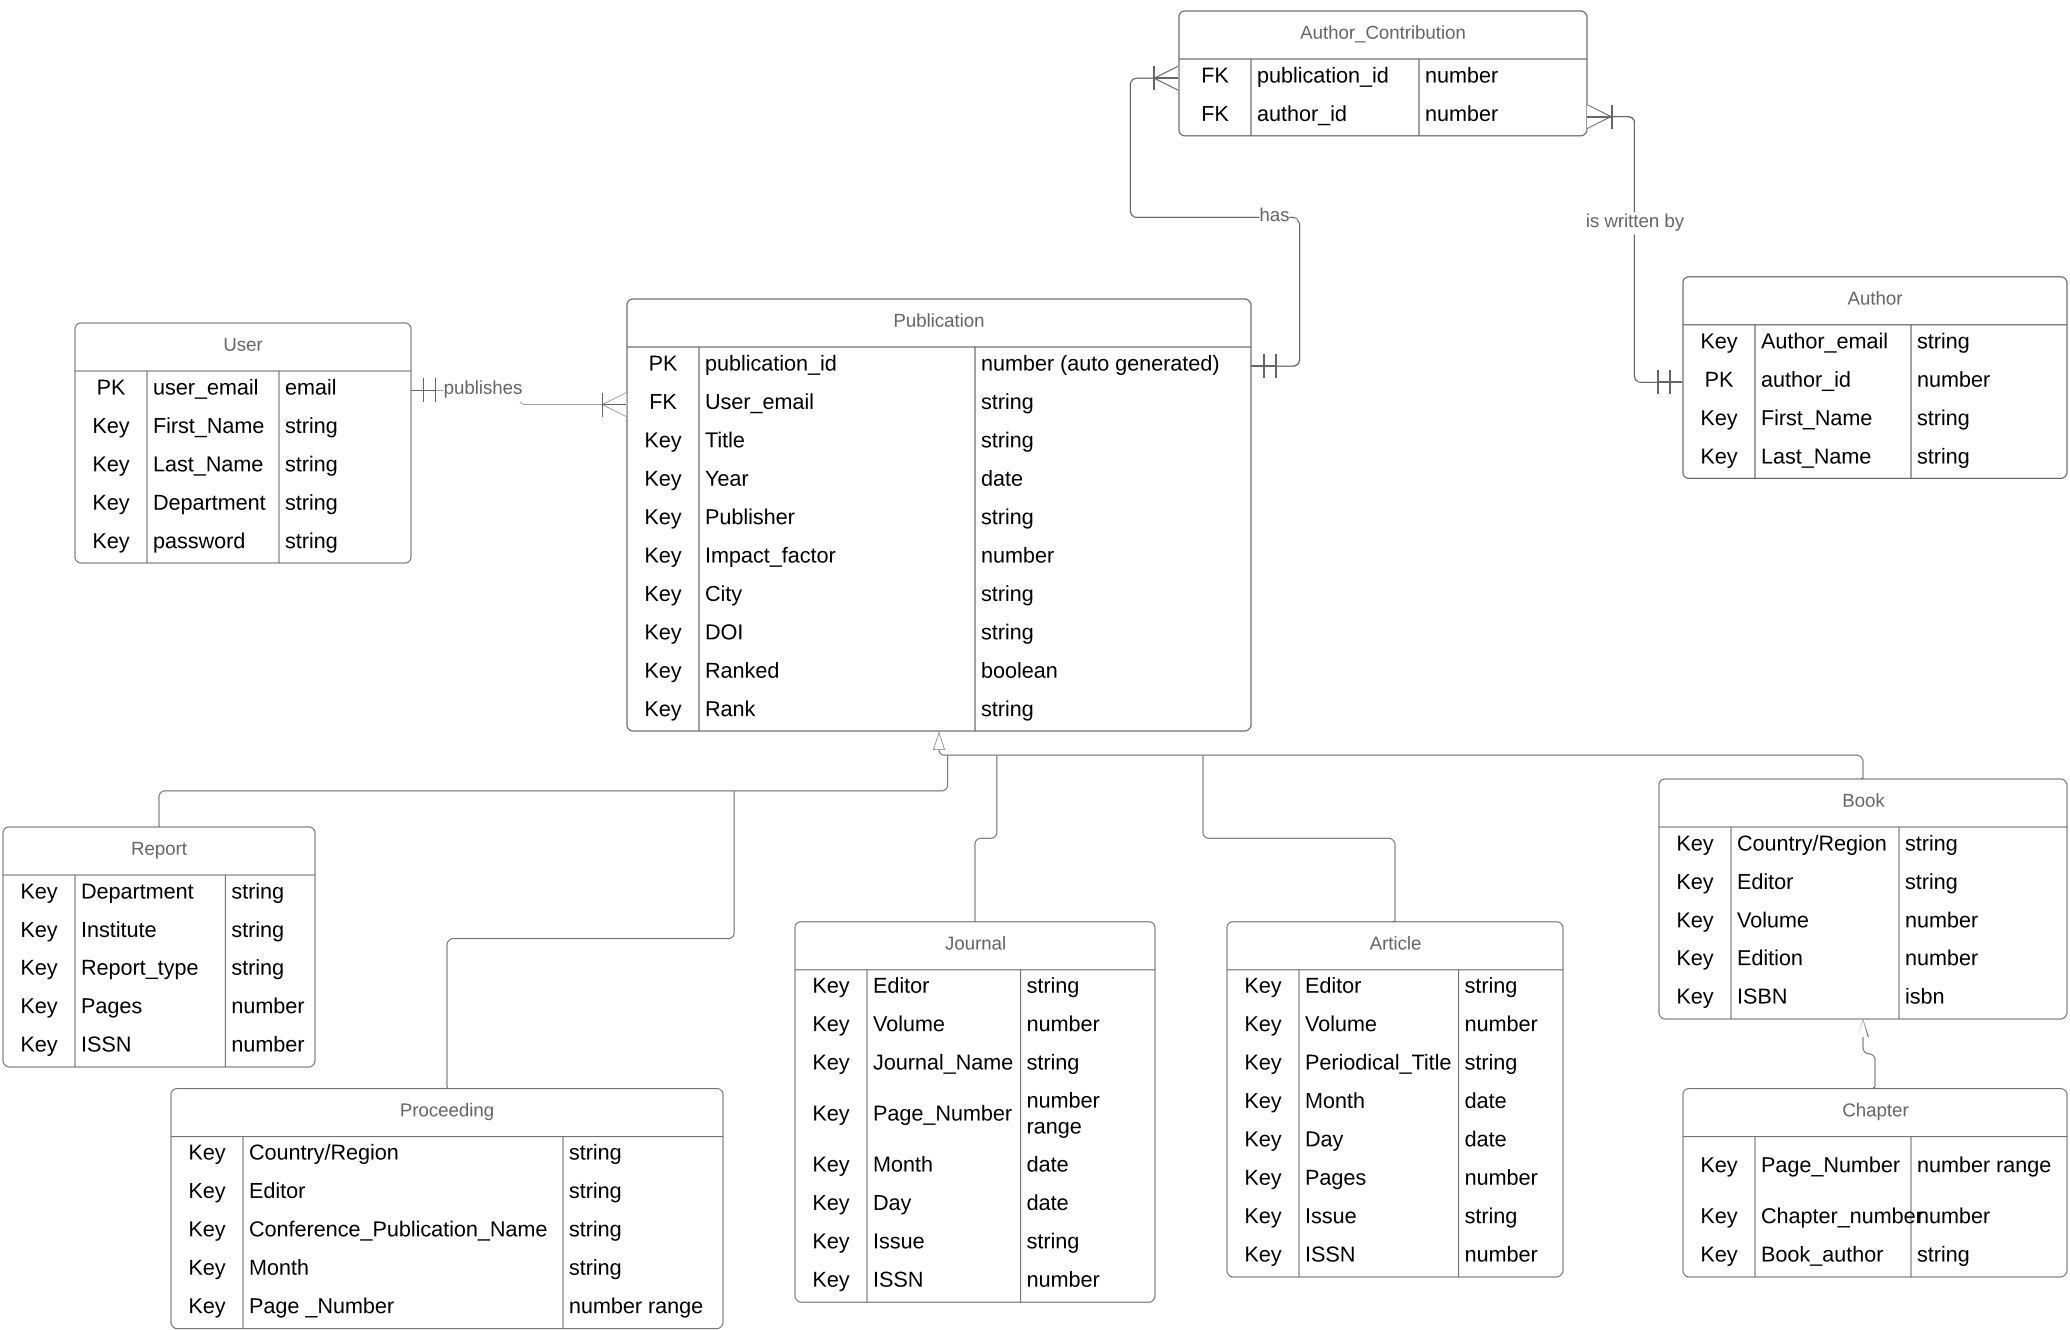 Author_Contribution
FK publication_id number
FK author_id number
has
is written by
Author
Key Author_email string
PK author_id number
Key First_Name string
Key Last_Name string
User
PK user_email email
Key First_Name string
Key Last_Name string
Key Department string
Key password string
publishes
Publication
PK publication_id number (auto generated)
FK User_email string
Key Title string
Key Year date
Key Publisher string
Key Impact_factor number
Key City string
Key DOI string
Key Ranked boolean
Key Rank string
Report
Key Department string
Key Institute string
Key Report_type string
Key Pages number
Key ISSN number
Proceeding
Key Country/Region string
Key Editor string
Key Conference_Publication_Name string
Key Month string
Key Page _Number number range
Journal
Key Editor string
Key Volume number
Key Journal_Name string
Key Page_Number number
range
Key Month date
Key Day date
Key Issue string
Key ISSN number
Article
Key Editor string
Key Volume number
Key Periodical_Title string
Key Month date
Key Day date
Key Pages number
Key Issue string
Key ISSN number
Book
Key Country/Region string
Key Editor string
Key Volume number
Key Edition number
Key ISBN isbn
Chapter
Key Page_Number number range
Key Chapter_number number
Key Book_author string